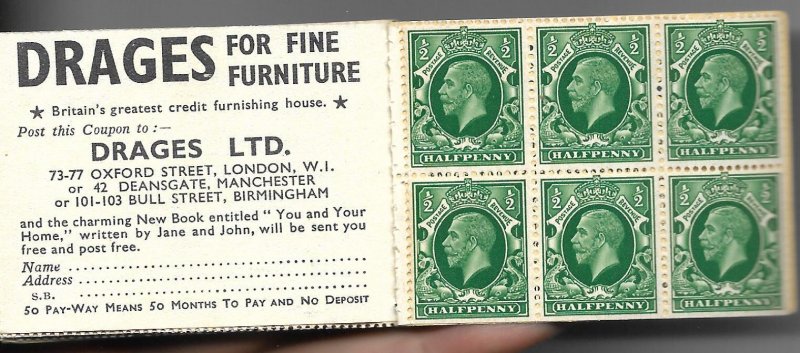 DRAGES FOR FINE
FURNITURE
★ Britain's greatest credit furnishing house. ★
Post this Coupon to :—
DRAGES LTD.
73-77 OXFORD STREET, LONDON, W.I.
or 42 DEANSGATE, MANCHESTER
or 101-103 BULL STREET, BIRMINGHAM
and the charming New Book entitled " You and Your
Home," written by Jane and John, will be sent you
free and post free.
Name
Address
S.B.
50 PAY-WAY MEANS 50 MONTHS TO PAY AND NO DEPOSIT
½ ½ ½ ½ ½ ½
POSTAGE REVENUE POSTAGE REVENUE POSTAGE REVENUE
HALFPENNY HALFPENNY HALFPENNY
½ ½ ½ ½ ½ ½
POSTAGE REVENUE POSTAGE REVENUE POSTAGE REVENUE
HALFPENNY HALFPENNY HALFPENNY